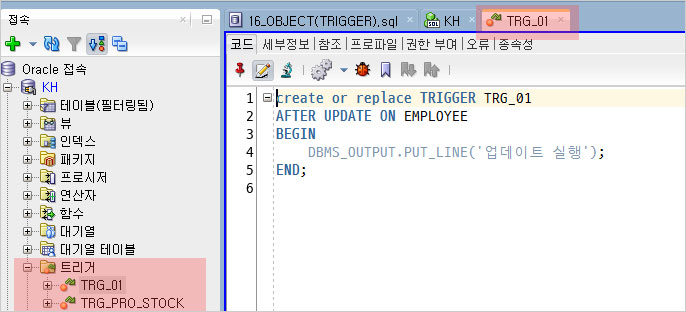 접속
Oracle 접속
KH
테이블(필터링됨)
뷰
인덱스
패키지
프로시저
연산자
함수
대기열
대기열 테이블
트리거
TRG_01
TRG_PRO_STOCK
16_OBJECT(TRIGGER).sql KH TRG_01
코드 세부정보 참조 프로파일 권한 부여 오류 종속성
1 create or replace TRIGGER TRG_01
2 AFTER UPDATE ON EMPLOYEE
3 BEGIN
4 DBMS_OUTPUT.PUT_LINE('업데이트 실행');
5 END;
6